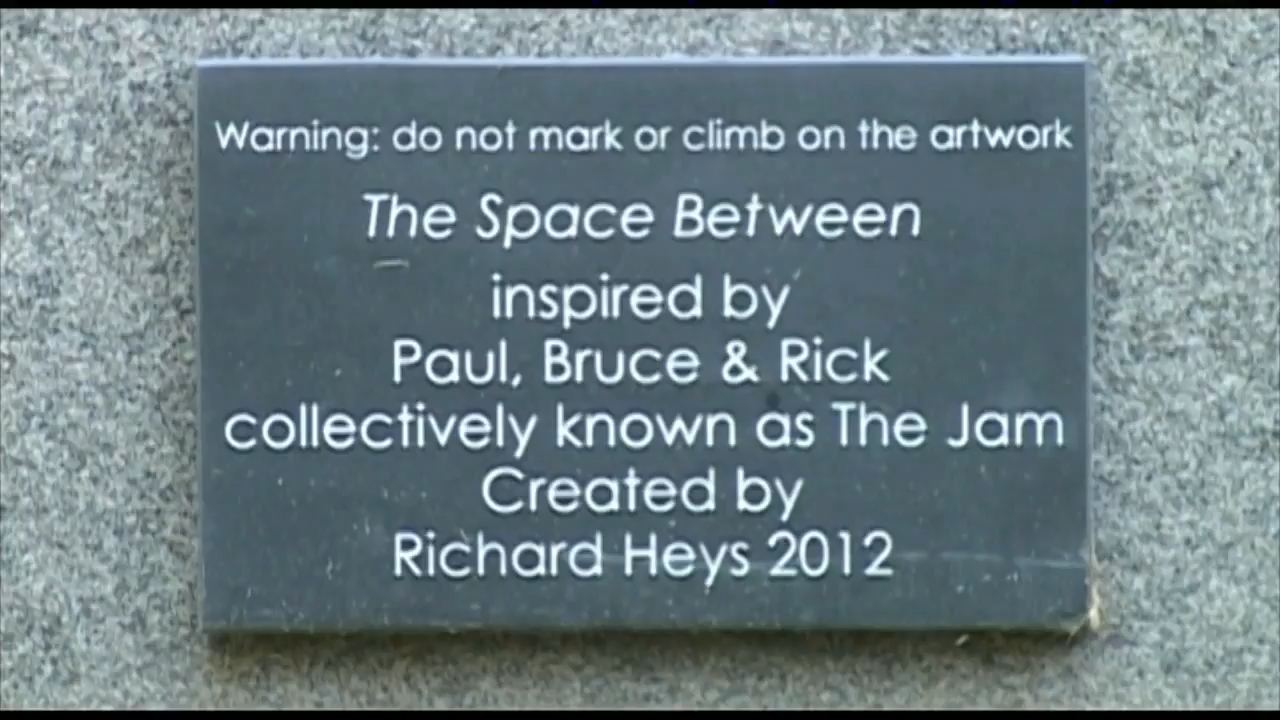 Warning: do not mark or climb on the artwork
The Space Between
inspired by
Paul, Bruce & Rick
collectively known as The Jam
Created by
Richard Heys 2012